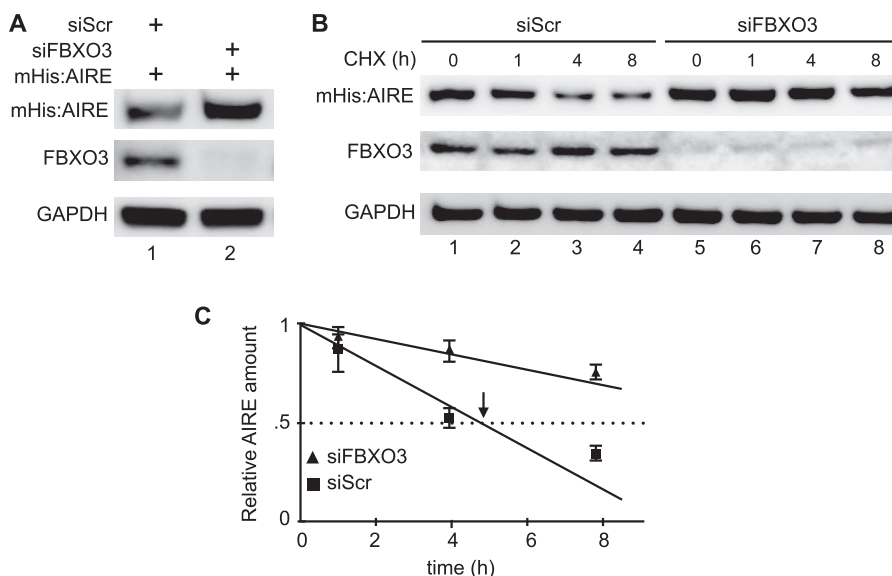 A
siScr +
siFBXO3 +
mHis:AIRE + +
mHis:AIRE
FBXO3
GAPDH
1 2
B
siScr siFBXO3
CHX (h) 0 1 4 8 0 1 4 8
mHis:AIRE
FBXO3
GAPDH
1 2 3 4 5 6 7 8
C
Relative AIRE amount
1
.5
0
siFBXO3
siScr
0 2 4 6 8
time (h)